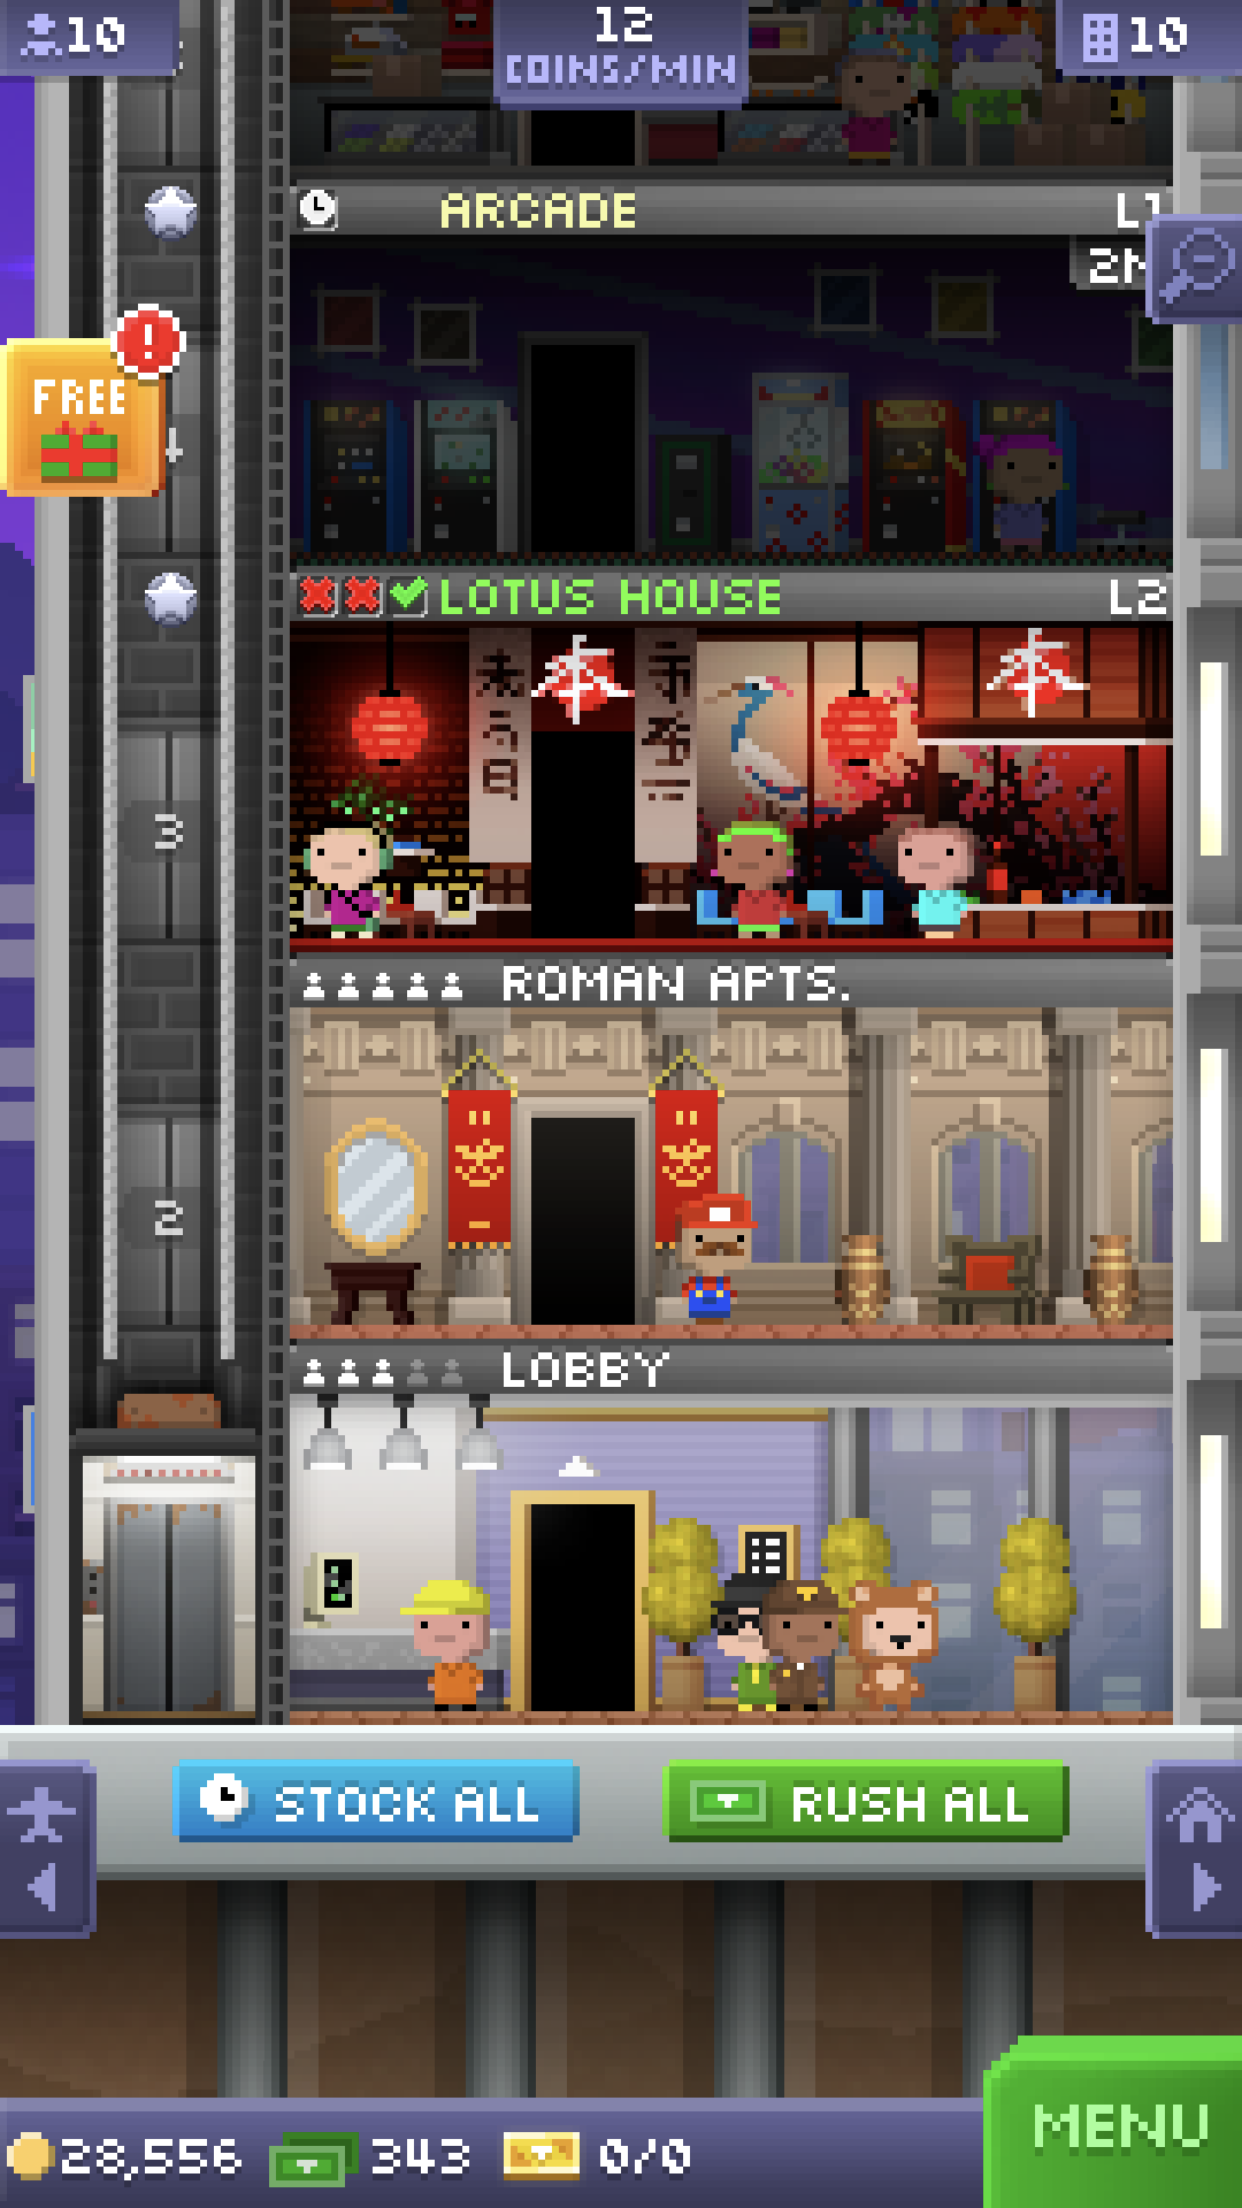 10
12
COINS/MIN
10
ARCADE
L1
FREE
!
4
LOTUS HOUSE
L2
3
ROMAN APTS.
2
LOBBY
STOCK ALL
RUSH ALL
MENU
28,556
343
0/0